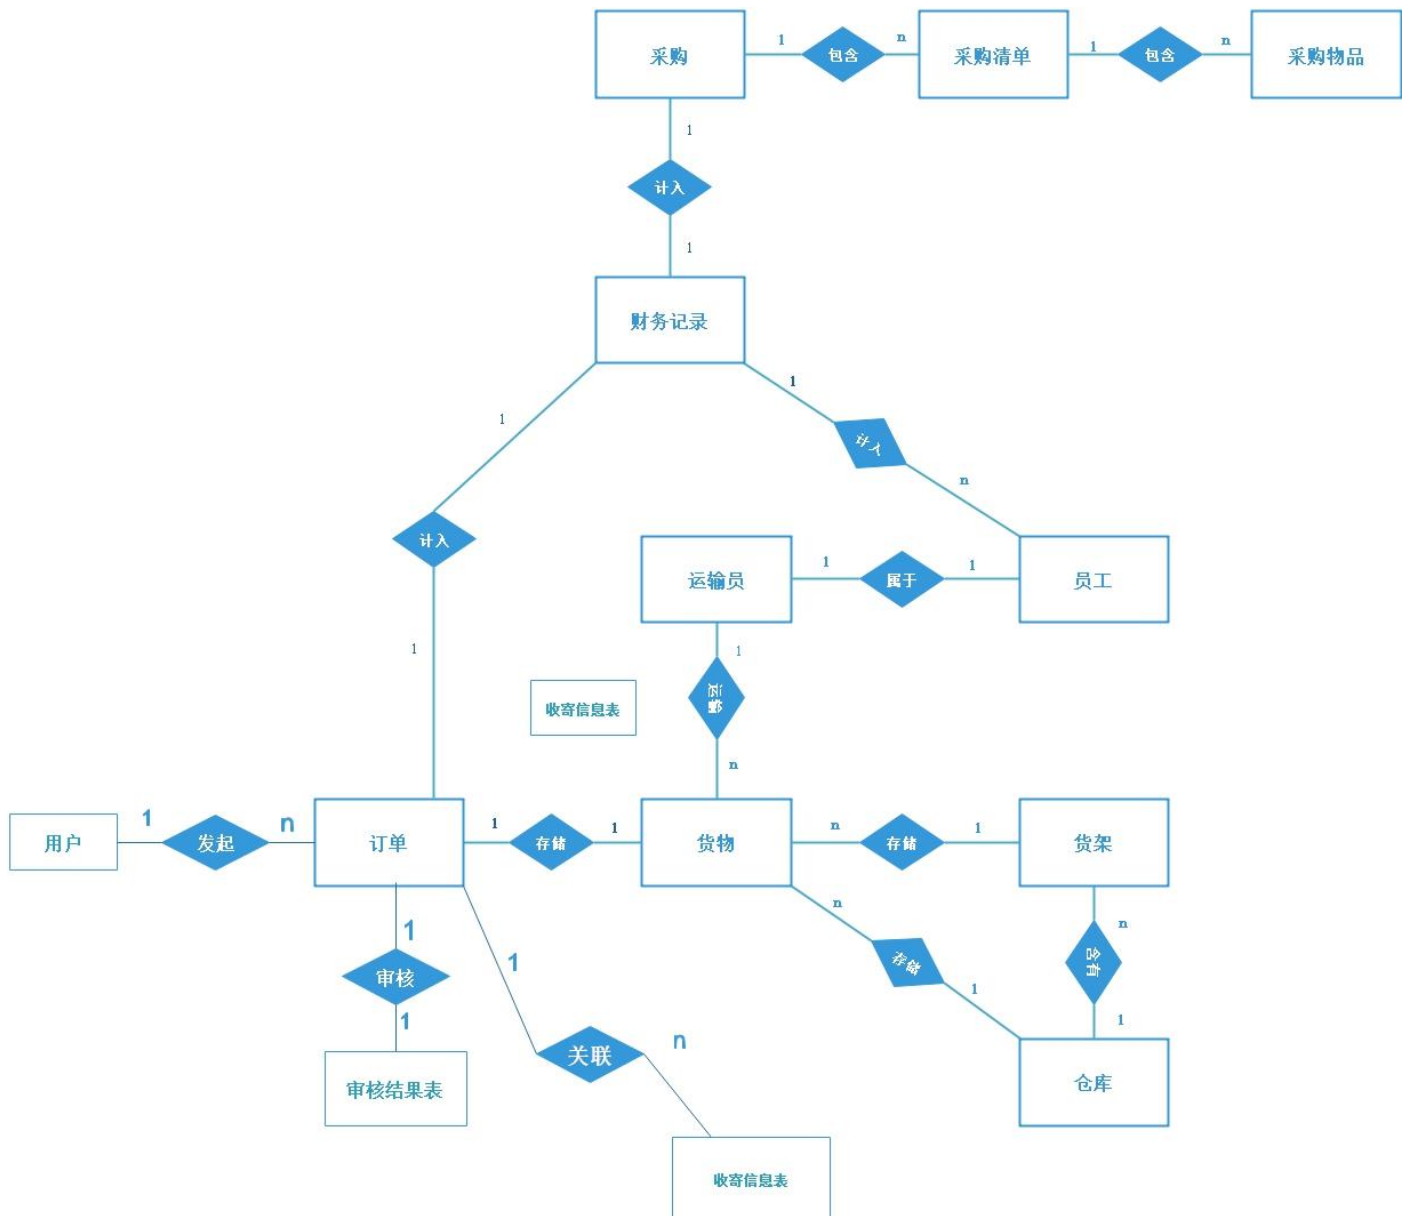 采购
1
包含
n
采购清单
1
包含
n
采购物品
1
计入
1
财务记录
1
1
计入
n
计入
运输员
1
属于
1
员工
1
1
运输
收寄信息表
n
用户
1
发起
n
订单
1
存储
1
货物
n
存储
1
货架
1
审核
1
审核结果表
1
关联
n
收寄信息表
n
存储
1
n
含有
1
仓库